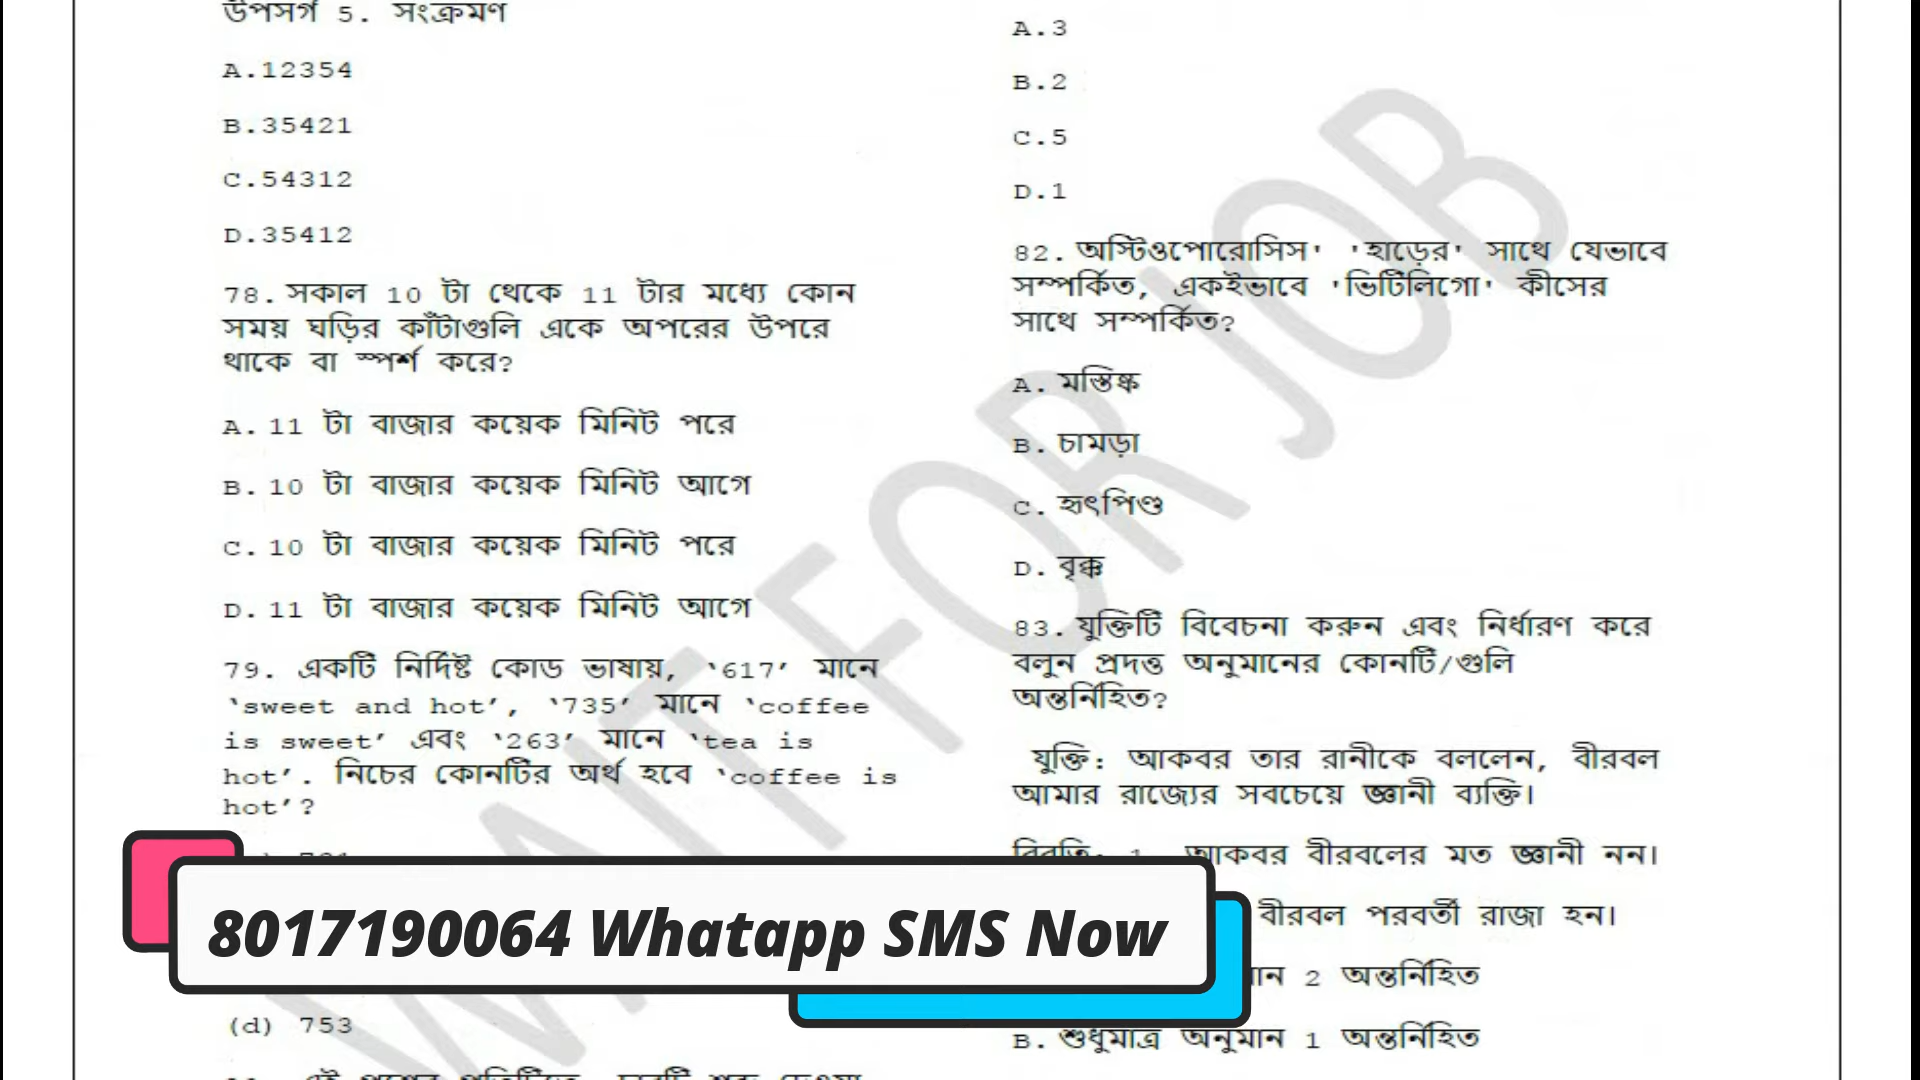 উপসর্গ 5. সংক্রমণ
A.12354
B.35421
C.54312
D.35412
78. সকাল 10 টা থেকে 11 টার মধ্যে কোন
সময় ঘড়ির কাঁটাগুলি একে অপরের উপরে
থাকে বা স্পর্শ করে?
A. 11 টা বাজার কয়েক মিনিট পরে
B. 10 টা বাজার কয়েক মিনিট আগে
C. 10 টা বাজার কয়েক মিনিট পরে
D. 11 টা বাজার কয়েক মিনিট আগে
79. একটি নির্দিষ্ট কোড ভাষায়, ‘617’ মানে
‘sweet and hot’, ‘735’ মানে ‘coffee
is sweet’ এবং ‘263’ মানে ‘tea is
hot’. নিচের কোনটির অর্থ হবে ‘coffee is
hot’?
(d) 753
A.3
B.2
C.5
D.1
82. অস্টিওপোরোসিস' 'হাড়ের' সাথে যেভাবে
সম্পর্কিত, একইভাবে 'ভিটিলিগো' কীসের
সাথে সম্পর্কিত?
A. মস্তিষ্ক
B. চামড়া
C. হৃৎপিণ্ড
D. বৃক্ক
83. যুক্তিটি বিবেচনা করুন এবং নির্ধারণ করে
বলুন প্রদত্ত অনুমানের কোনটি/গুলি
অন্তর্নিহিত?
যুক্তি: আকবর তার রানীকে বললেন, বীরবল
আমার রাজ্যের সবচেয়ে জ্ঞানী ব্যক্তি।
বিবৃতি: 1. আকবর বীরবলের মত জ্ঞানী নন।
বীরবল পরবর্তী রাজা হন।
2 অন্তর্নিহিত
B. শুধুমাত্র অনুমান 1 অন্তর্নিহিত
WAIT FOR JOB
8017190064 Whatapp SMS Now